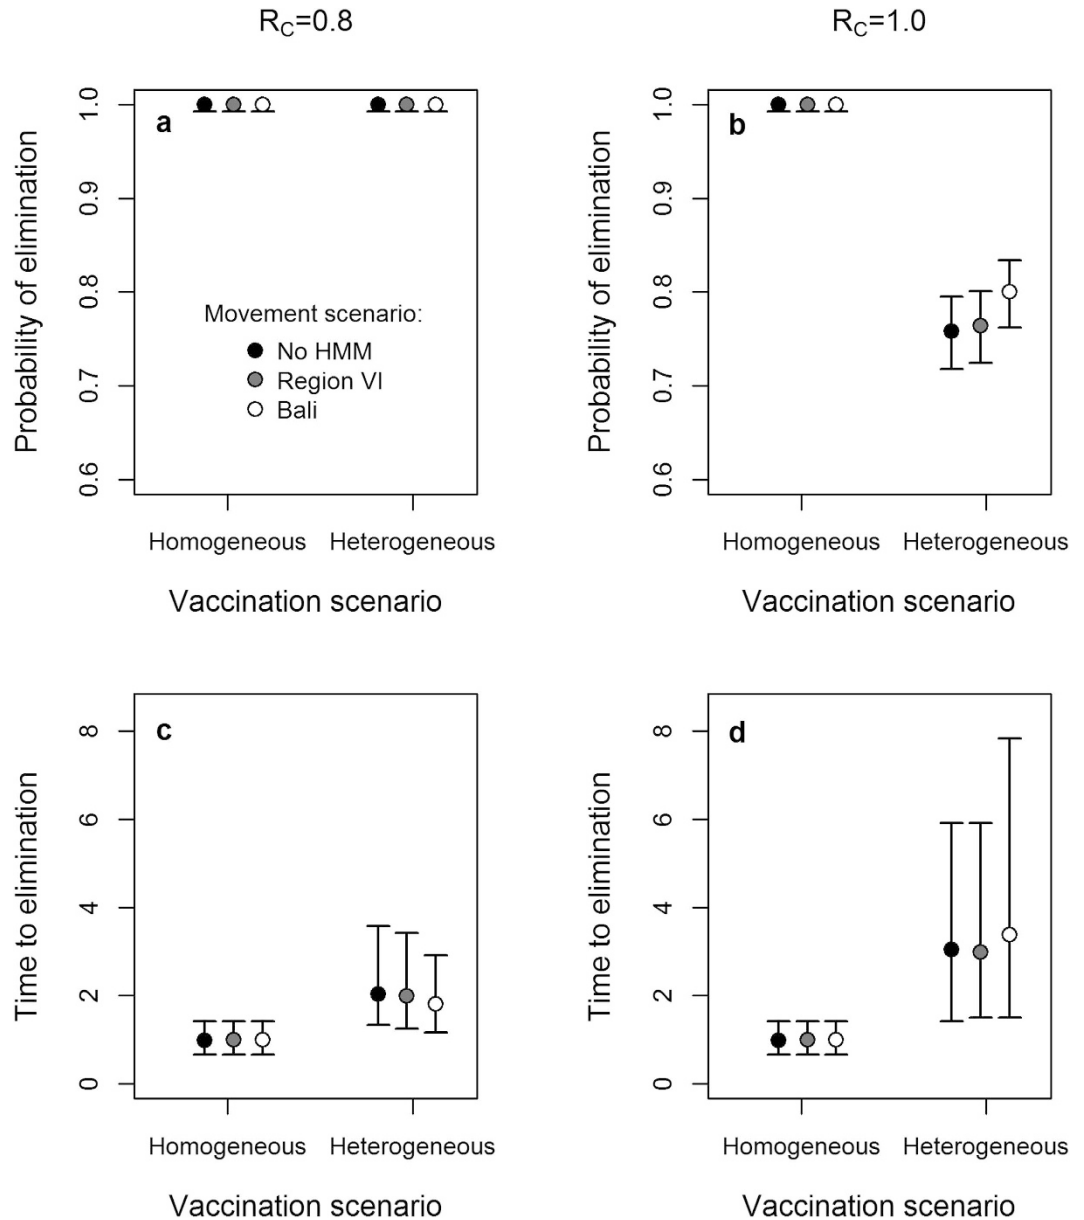 R_C=0.8
Probability of elimination
1.0
0.9
0.8
0.7
0.6
a
Movement scenario:
No HMM
Region VI
Bali
Homogeneous Heterogeneous
Vaccination scenario
R_C=1.0
Probability of elimination
1.0
0.9
0.8
0.7
0.6
b
Homogeneous Heterogeneous
Vaccination scenario
Time to elimination
8
6
4
2
0
c
Homogeneous Heterogeneous
Vaccination scenario
Time to elimination
8
6
4
2
0
d
Homogeneous Heterogeneous
Vaccination scenario